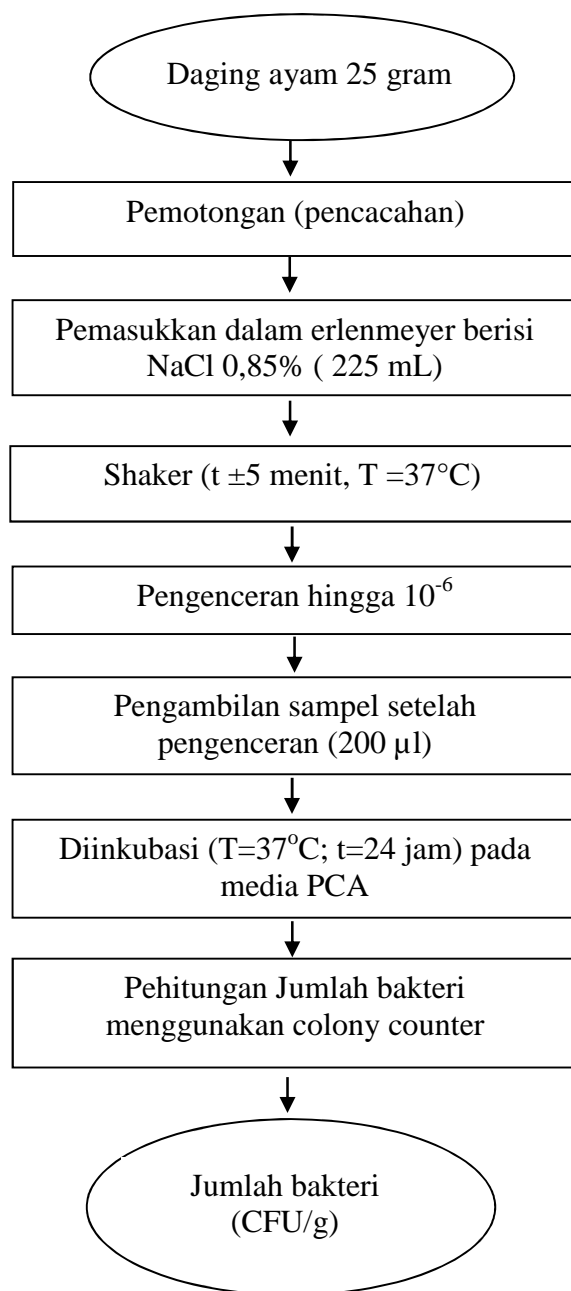 Daging ayam 25 gram
Pemotongan (pencacahan)
Pemasukkan dalam erlenmeyer berisi
NaCl 0,85% ( 225 mL)
Shaker (t ±5 menit, T =37°C)
Pengenceran hingga 10⁻⁶
Pengambilan sampel setelah
pengenceran (200 µl)
Diinkubasi (T=37ᵒC; t=24 jam) pada
media PCA
Pehitungan Jumlah bakteri
menggunakan colony counter
Jumlah bakteri
(CFU/g)